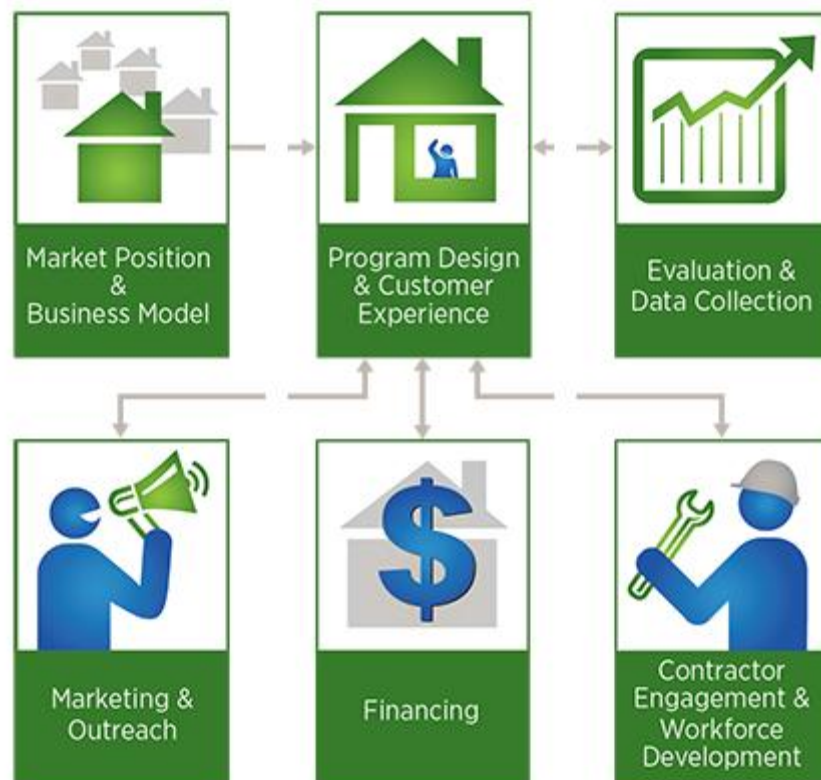 Market Position
&
Business Model
Program Design
& Customer
Experience
Evaluation &
Data Collection
Marketing &
Outreach
$
Financing
Contractor
Engagement &
Workforce
Development